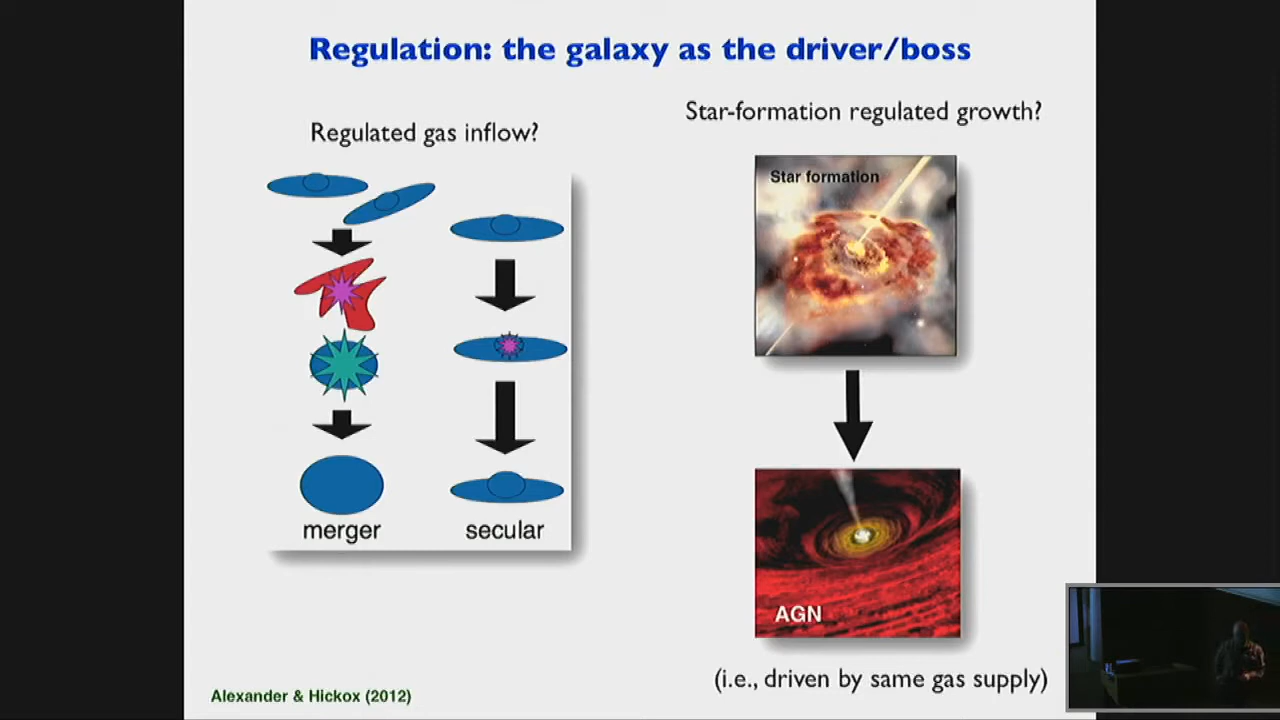 Regulation: the galaxy as the driver/boss
Regulated gas inflow?
merger
secular
Star-formation regulated growth?
Star formation
AGN
(i.e., driven by same gas supply)
Alexander & Hickox (2012)